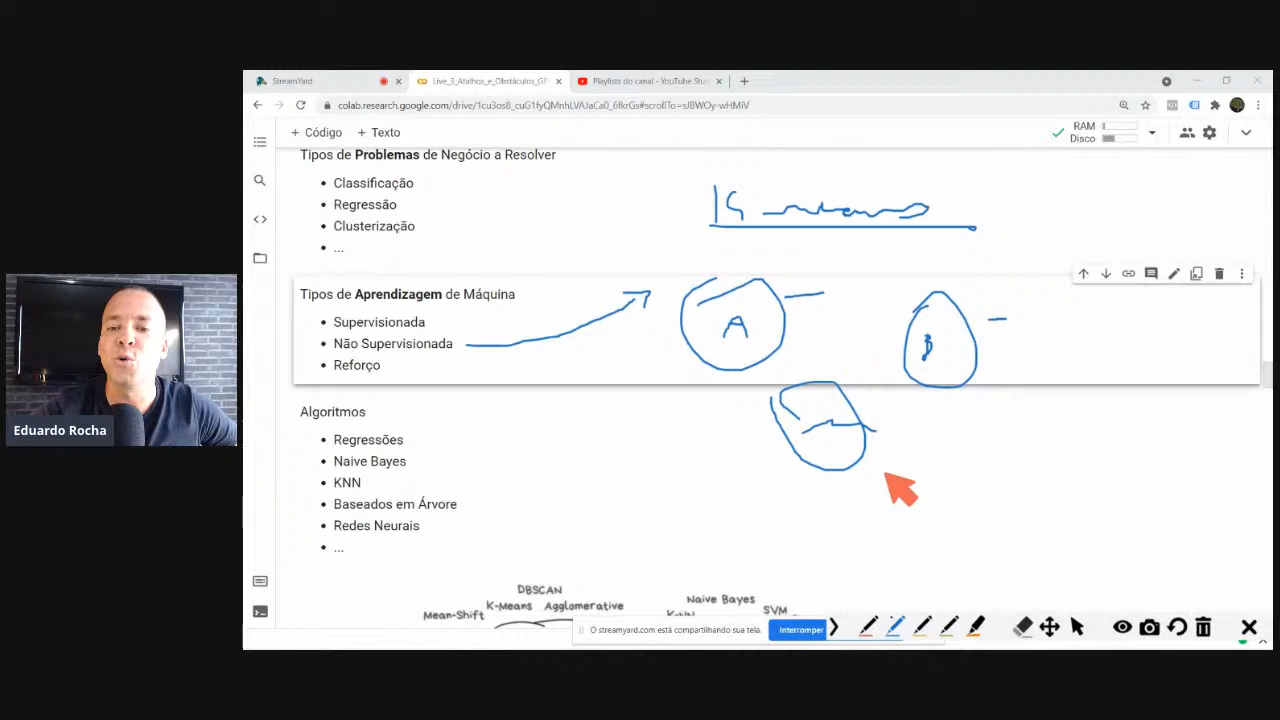 StreamYard
Live_3_Atalhos_e_Obstáculos_GF
Playlists do canal - YouTube Stu
colab.research.google.com/drive/1cu3os8_cuG1fyQMnhLVAJaCa0_6fkrGs#scrollTo=sJBWOy-wHMiV
+ Código + Texto
RAM
Disco
Tipos de Problemas de Negócio a Resolver
• Classificação
• Regressão
• Clusterização
• ...
Tipos de Aprendizagem de Máquina
• Supervisionada
• Não Supervisionada
• Reforço
A
B
Eduardo Rocha
Algoritmos
• Regressões
• Naive Bayes
• KNN
• Baseados em Árvore
• Redes Neurais
• ...
DBSCAN
K-Means Agglomerative
Mean-Shift
Naive Bayes
SVM
O streamyard.com está compartilhando sua tela.
Interromper